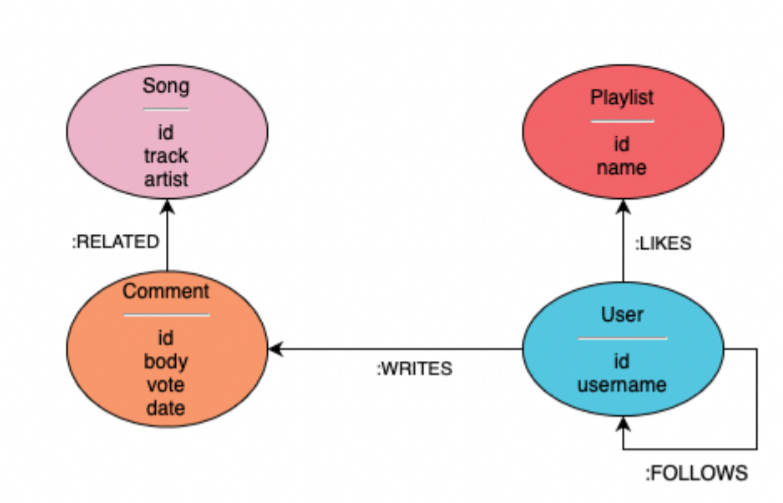 Song
id
track
artist
Playlist
id
name
:RELATED
:LIKES
Comment
id
body
vote
date
:WRITES
User
id
username
:FOLLOWS